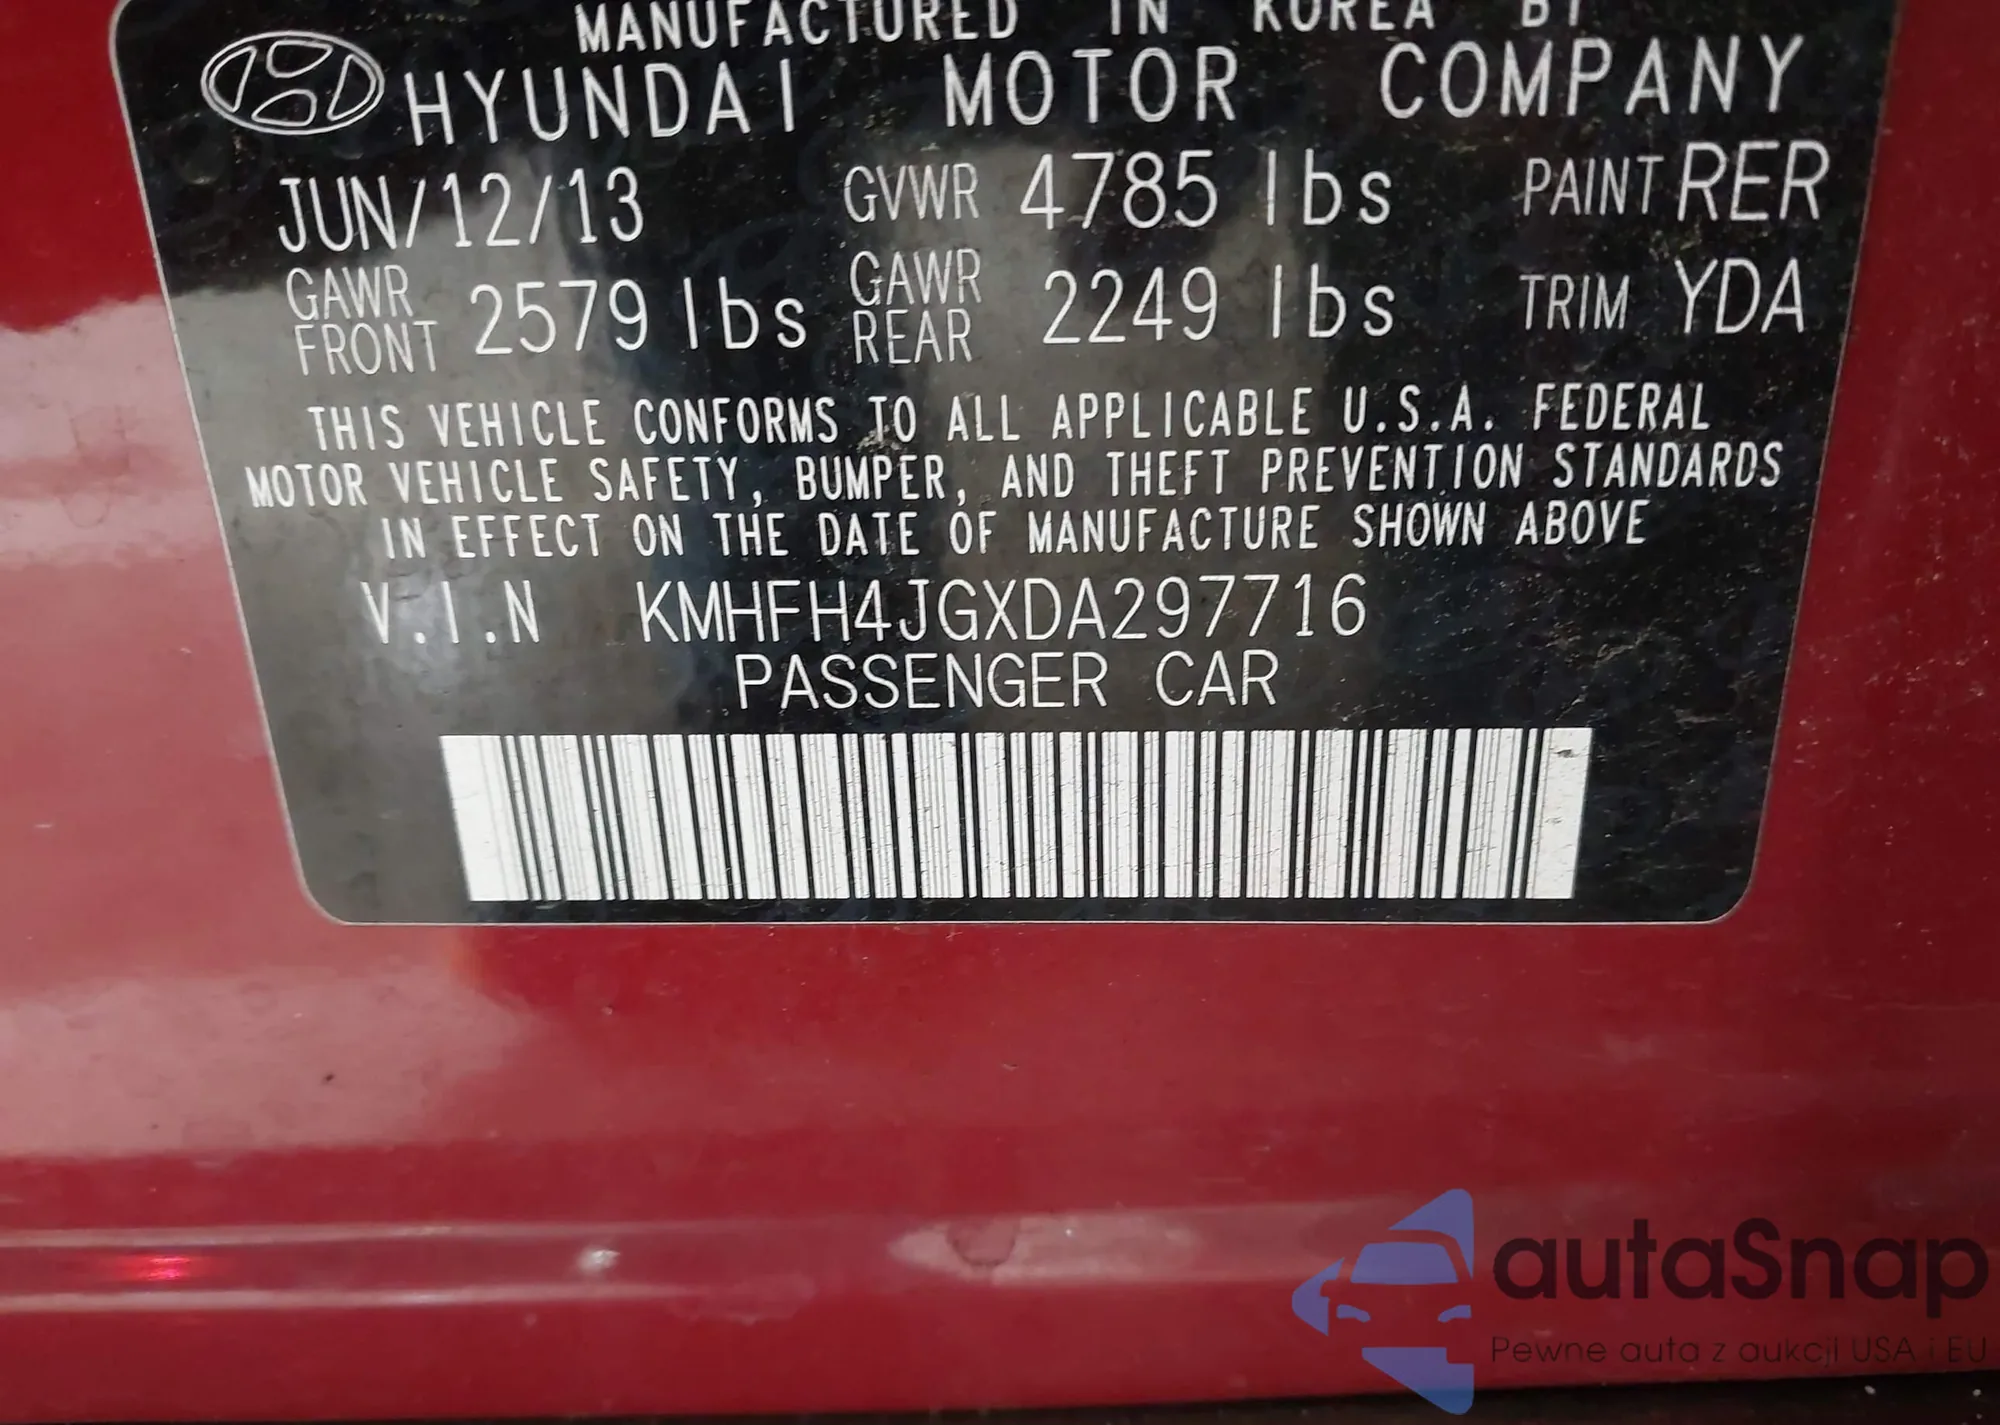 MANUFACTURED IN KOREA BY
HYUNDAI MOTOR COMPANY
JUN/12/13 GVWR 4785 lbs PAINT RER
GAWR FRONT 2579 lbs GAWR REAR 2249 lbs TRIM YDA
THIS VEHICLE CONFORMS TO ALL APPLICABLE U.S.A. FEDERAL
MOTOR VEHICLE SAFETY, BUMPER, AND THEFT PREVENTION STANDARDS
IN EFFECT ON THE DATE OF MANUFACTURE SHOWN ABOVE
V.I.N KMHFH4JGXDA297716
PASSENGER CAR
autaSnap
Pewne auta z aukcji USA i EU